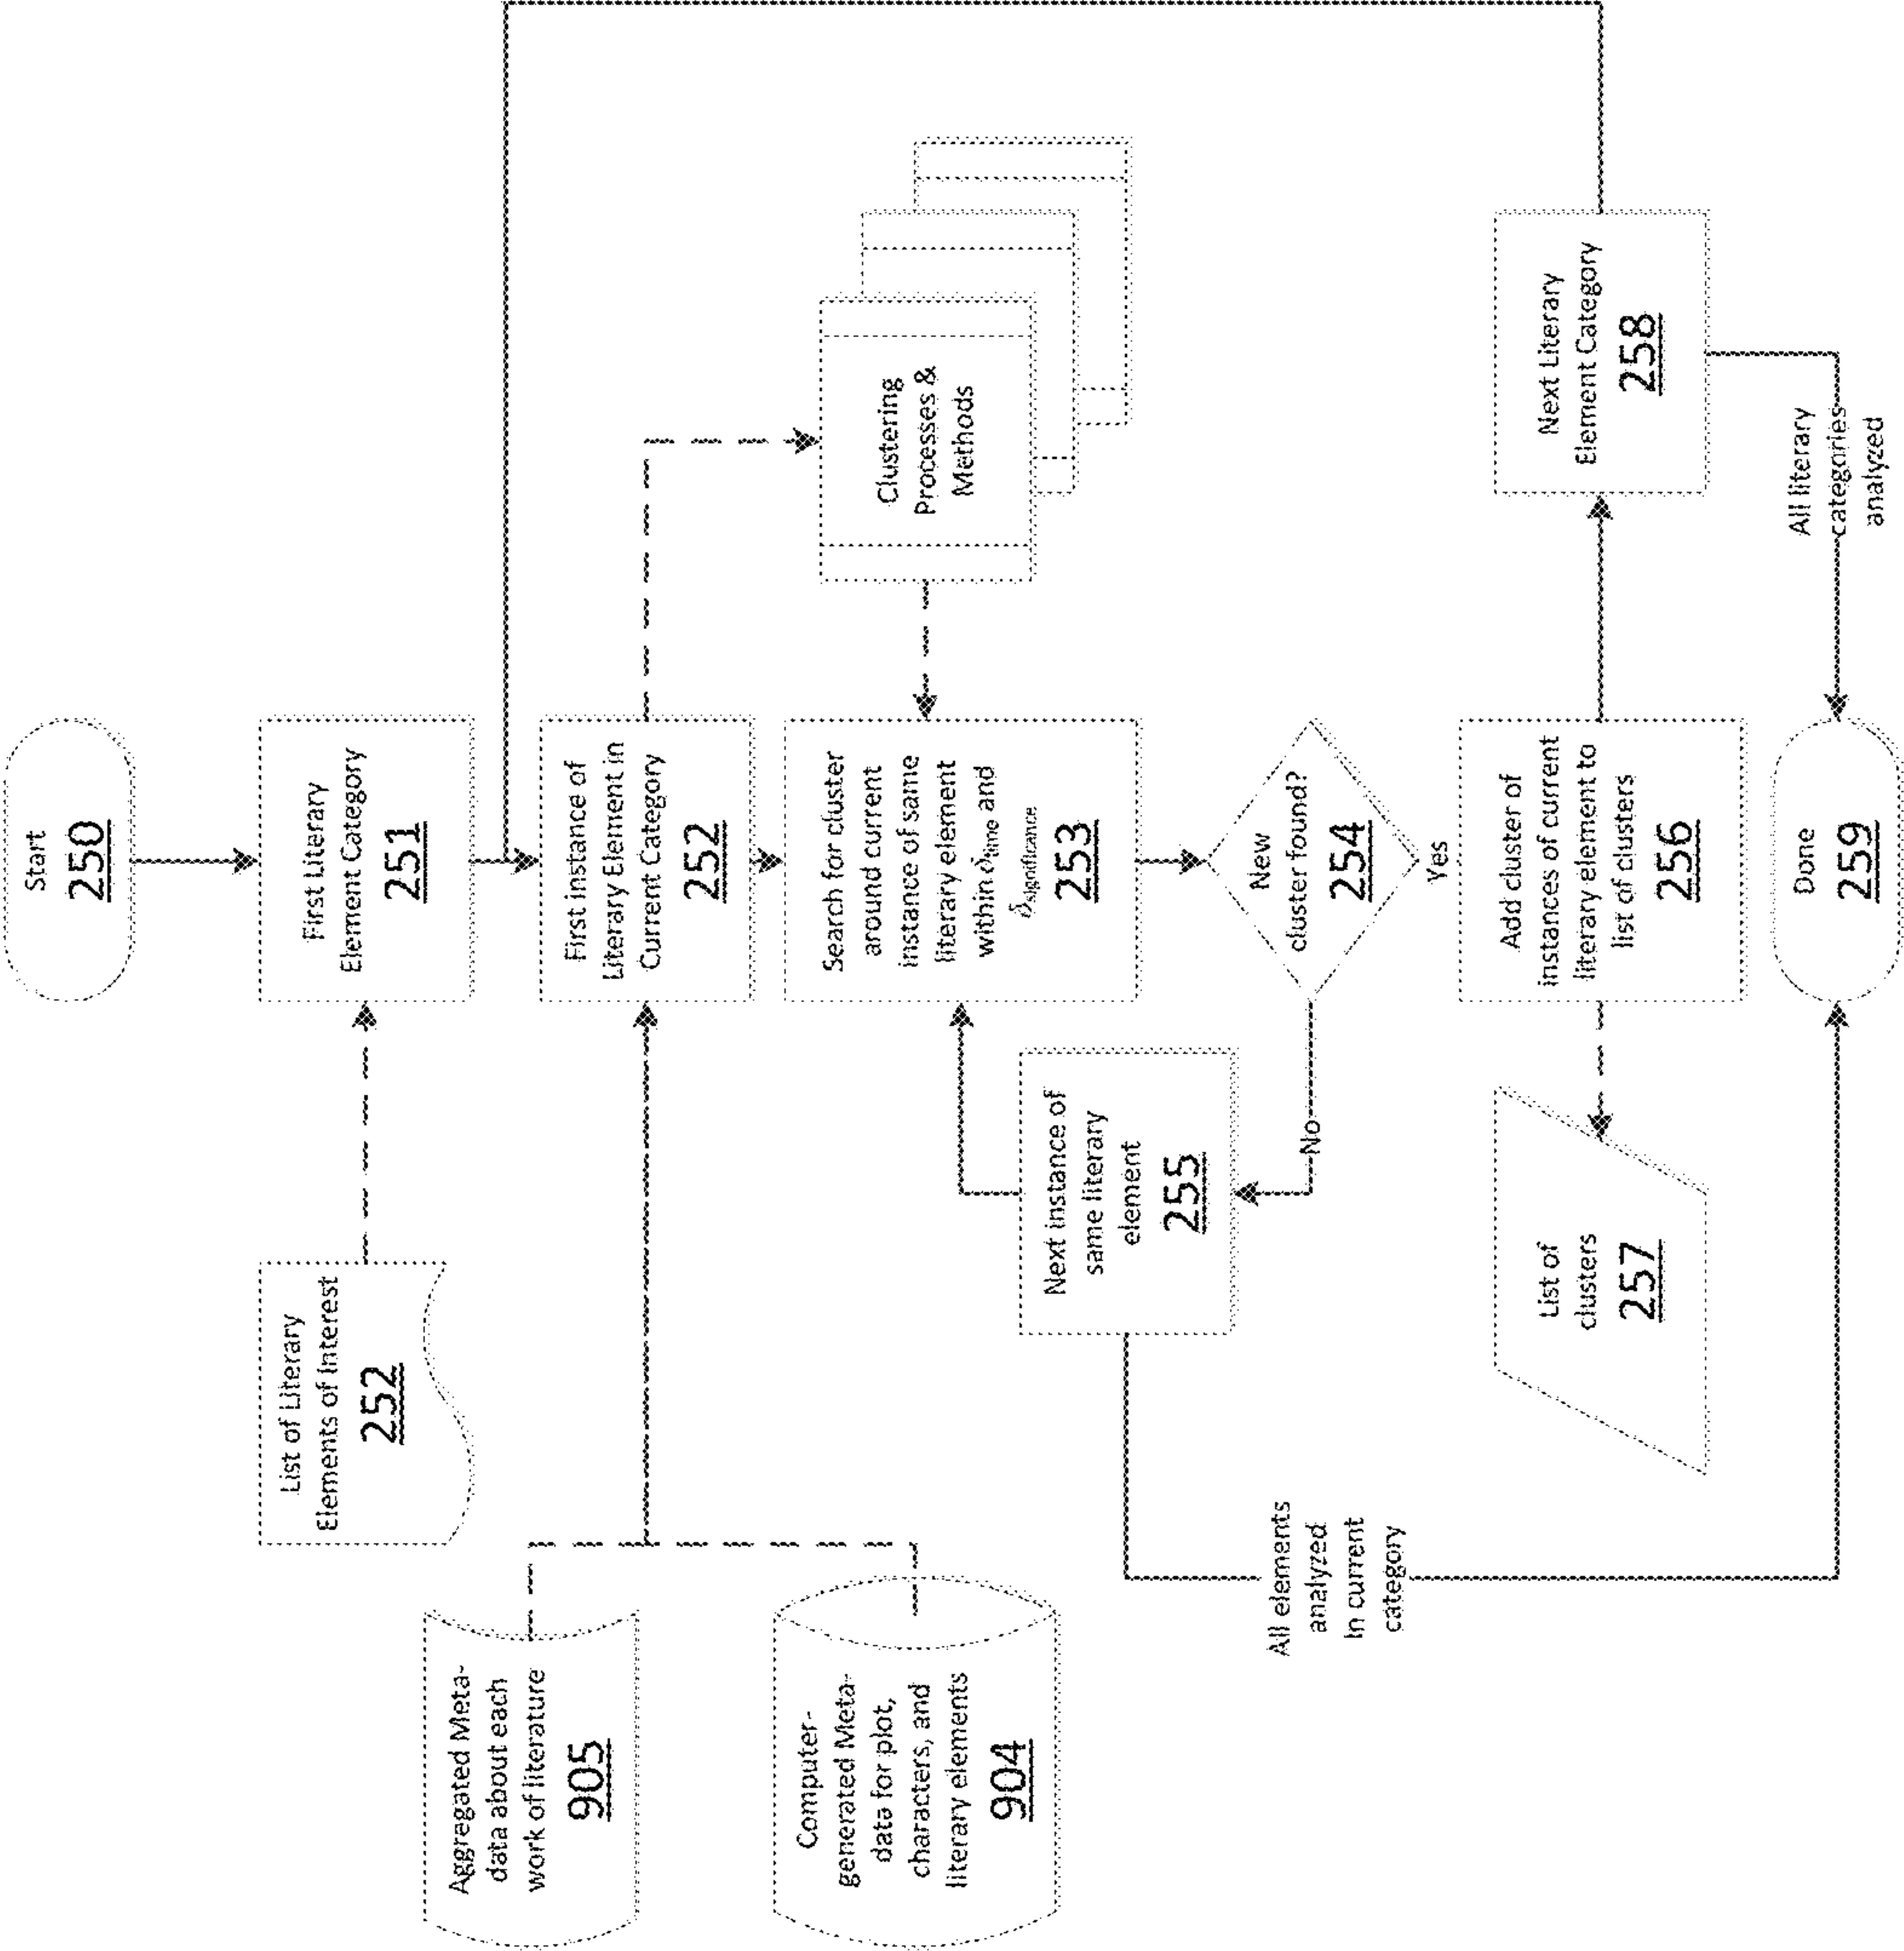 Start
250
First Literary
Element Category
251
List of Literary
Elements of Interest
252
First instance of
Literary Element in
Current Category
252
Aggregated Meta-
data about each
work of literature
905
Computer-
generated Meta-
data for plot,
characters, and
literary elements
904
Clustering
Processes &
Methods
Search for cluster
around current
instance of same
literary element
within δtime and
δsignificance
253
New
cluster found?
254
No
Yes
Next instance of
same literary
element
255
All elements
analyzed
In current
category
Add cluster of
instances of current
literary element to
list of clusters
256
List of
clusters
257
Next Literary
Element Category
258
All literary
categories
analyzed
Done
259